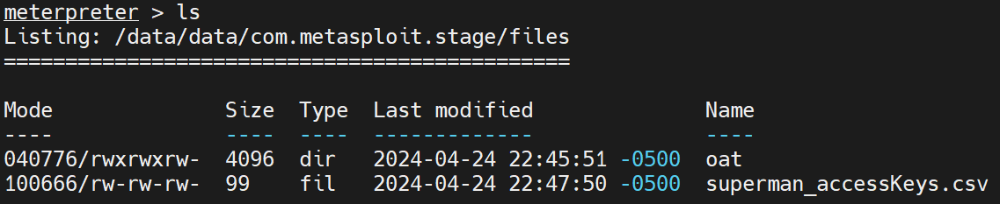 meterpreter > ls
Listing: /data/data/com.metasploit.stage/files
==============================================
Mode Size Type Last modified Name
---- ---- ---- ------------- ----
040776/rwxrwxrw- 4096 dir 2024-04-24 22:45:51 -0500 oat
100666/rw-rw-rw- 99 fil 2024-04-24 22:47:50 -0500 superman_accessKeys.csv